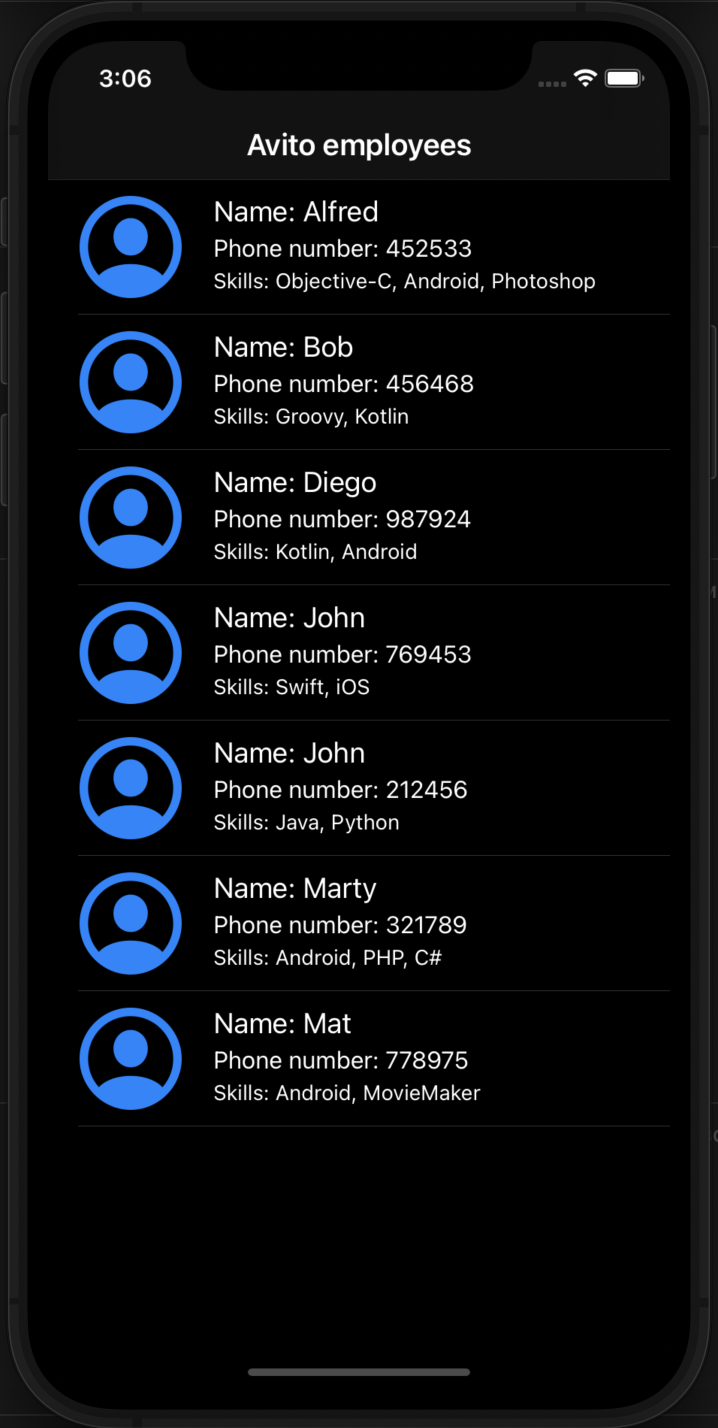 3:06
Avito employees
Name: Alfred
Phone number: 452533
Skills: Objective-C, Android, Photoshop
Name: Bob
Phone number: 456468
Skills: Groovy, Kotlin
Name: Diego
Phone number: 987924
Skills: Kotlin, Android
Name: John
Phone number: 769453
Skills: Swift, iOS
Name: John
Phone number: 212456
Skills: Java, Python
Name: Marty
Phone number: 321789
Skills: Android, PHP, C#
Name: Mat
Phone number: 778975
Skills: Android, MovieMaker